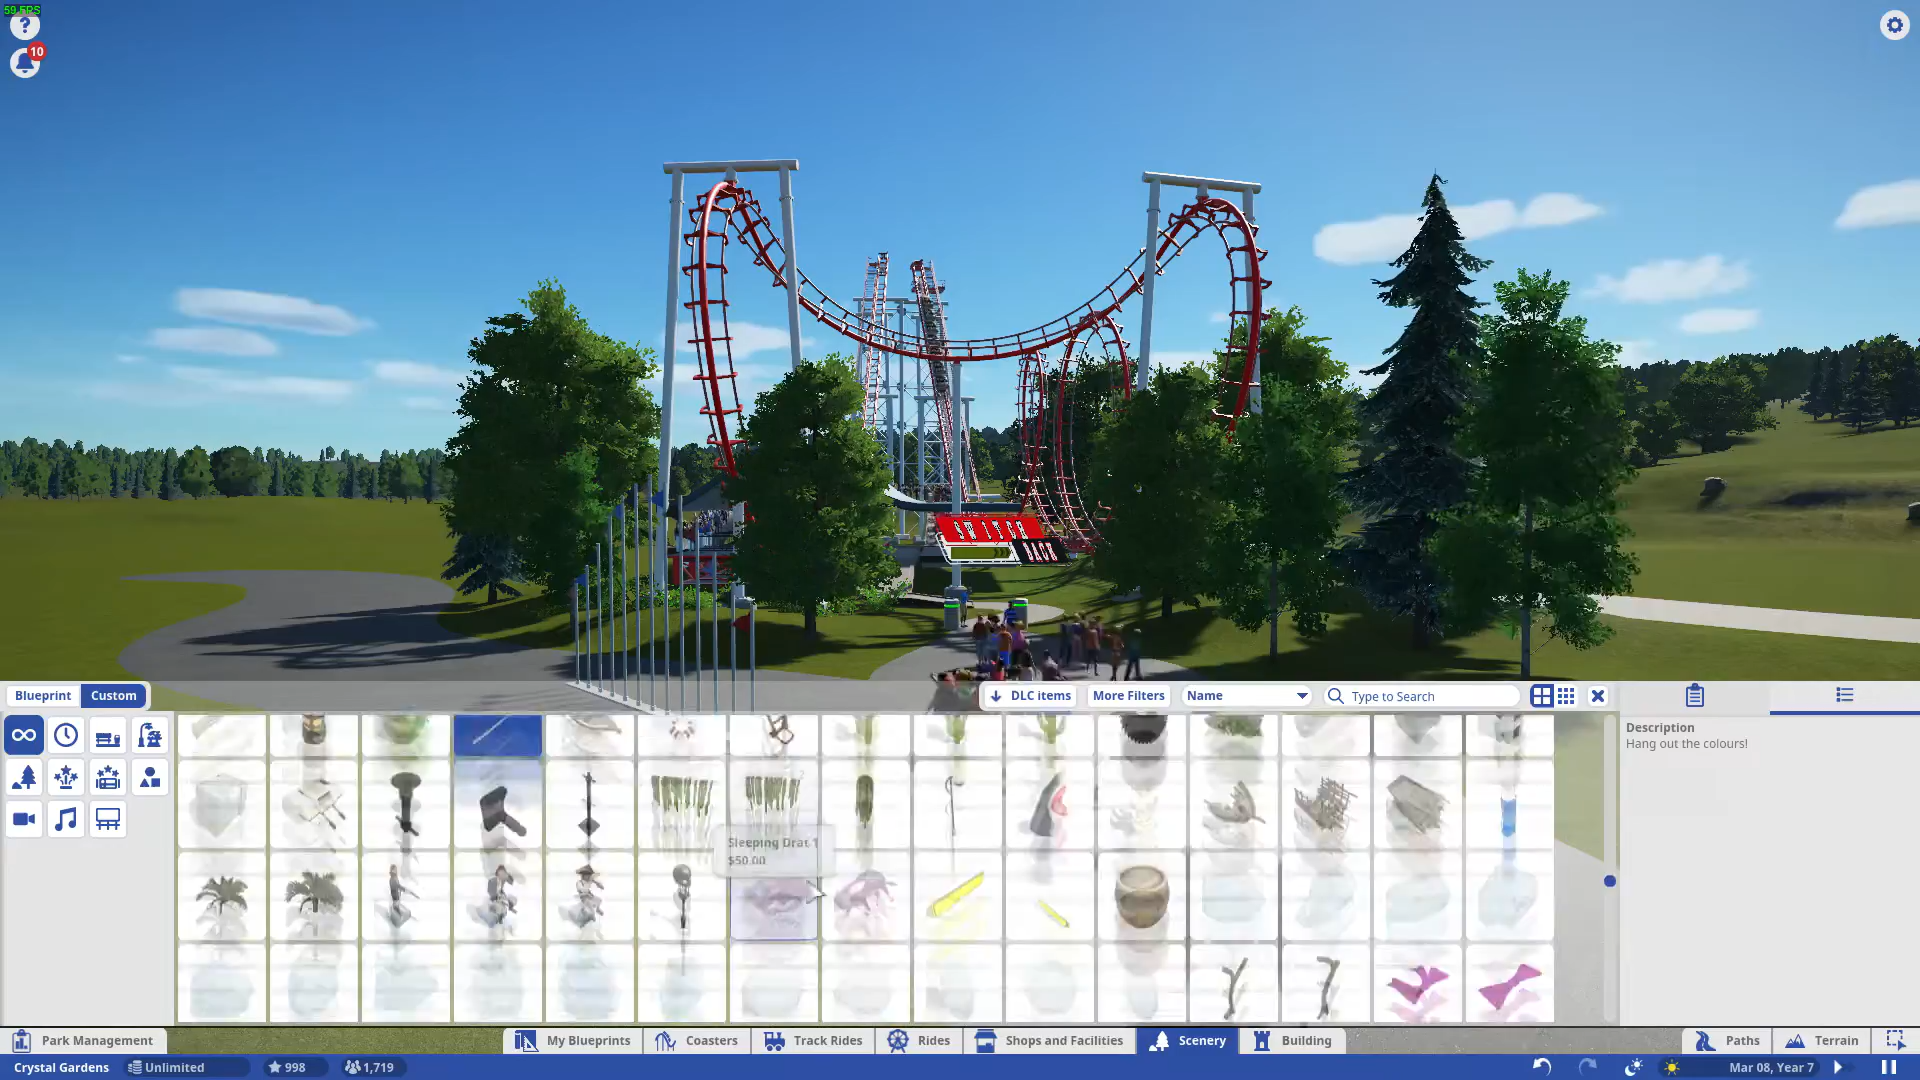 59 FPS
?
10
SWITCH
BACK
Blueprint
Custom
DLC items
More Filters
Name
Type to Search
Description
Hang out the colours!
Sleeping Drat 1
$50.00
Park Management
My Blueprints
Coasters
Track Rides
Rides
Shops and Facilities
Scenery
Building
Paths
Terrain
Crystal Gardens
Unlimited
998
1,719
Mar 08, Year 7